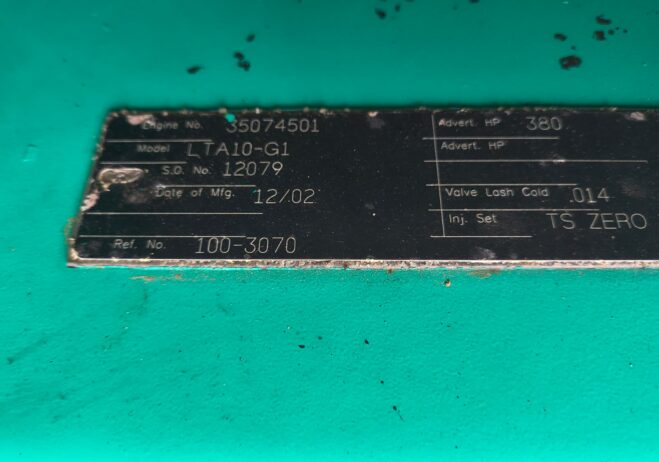 Engine No. 35074501
Model LTA10-G1
S.O. No. 12079
Date of Mfg. 12/02
Ref. No. 100-3070
Advert. HP 380
Advert. HP
Valve Lash Cold .014
Inj. Set TS ZERO